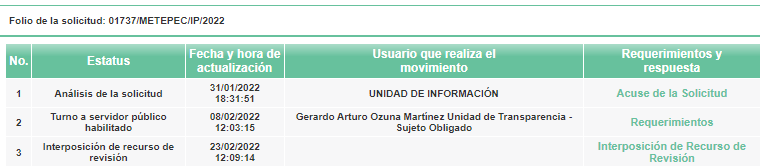 Folio de la solicitud: 01737/METEPEC/IP/2022
No. Estatus Fecha y hora de actualización Usuario que realiza el movimiento Requerimientos y respuesta
1 Análisis de la solicitud 31/01/2022 18:31:51 UNIDAD DE INFORMACIÓN Acuse de la Solicitud
2 Turno a servidor público habilitado 08/02/2022 12:03:15 Gerardo Arturo Ozuna Martínez Unidad de Transparencia - Sujeto Obligado Requerimientos
3 Interposición de recurso de revisión 23/02/2022 12:09:14 Interposición de Recurso de Revisión